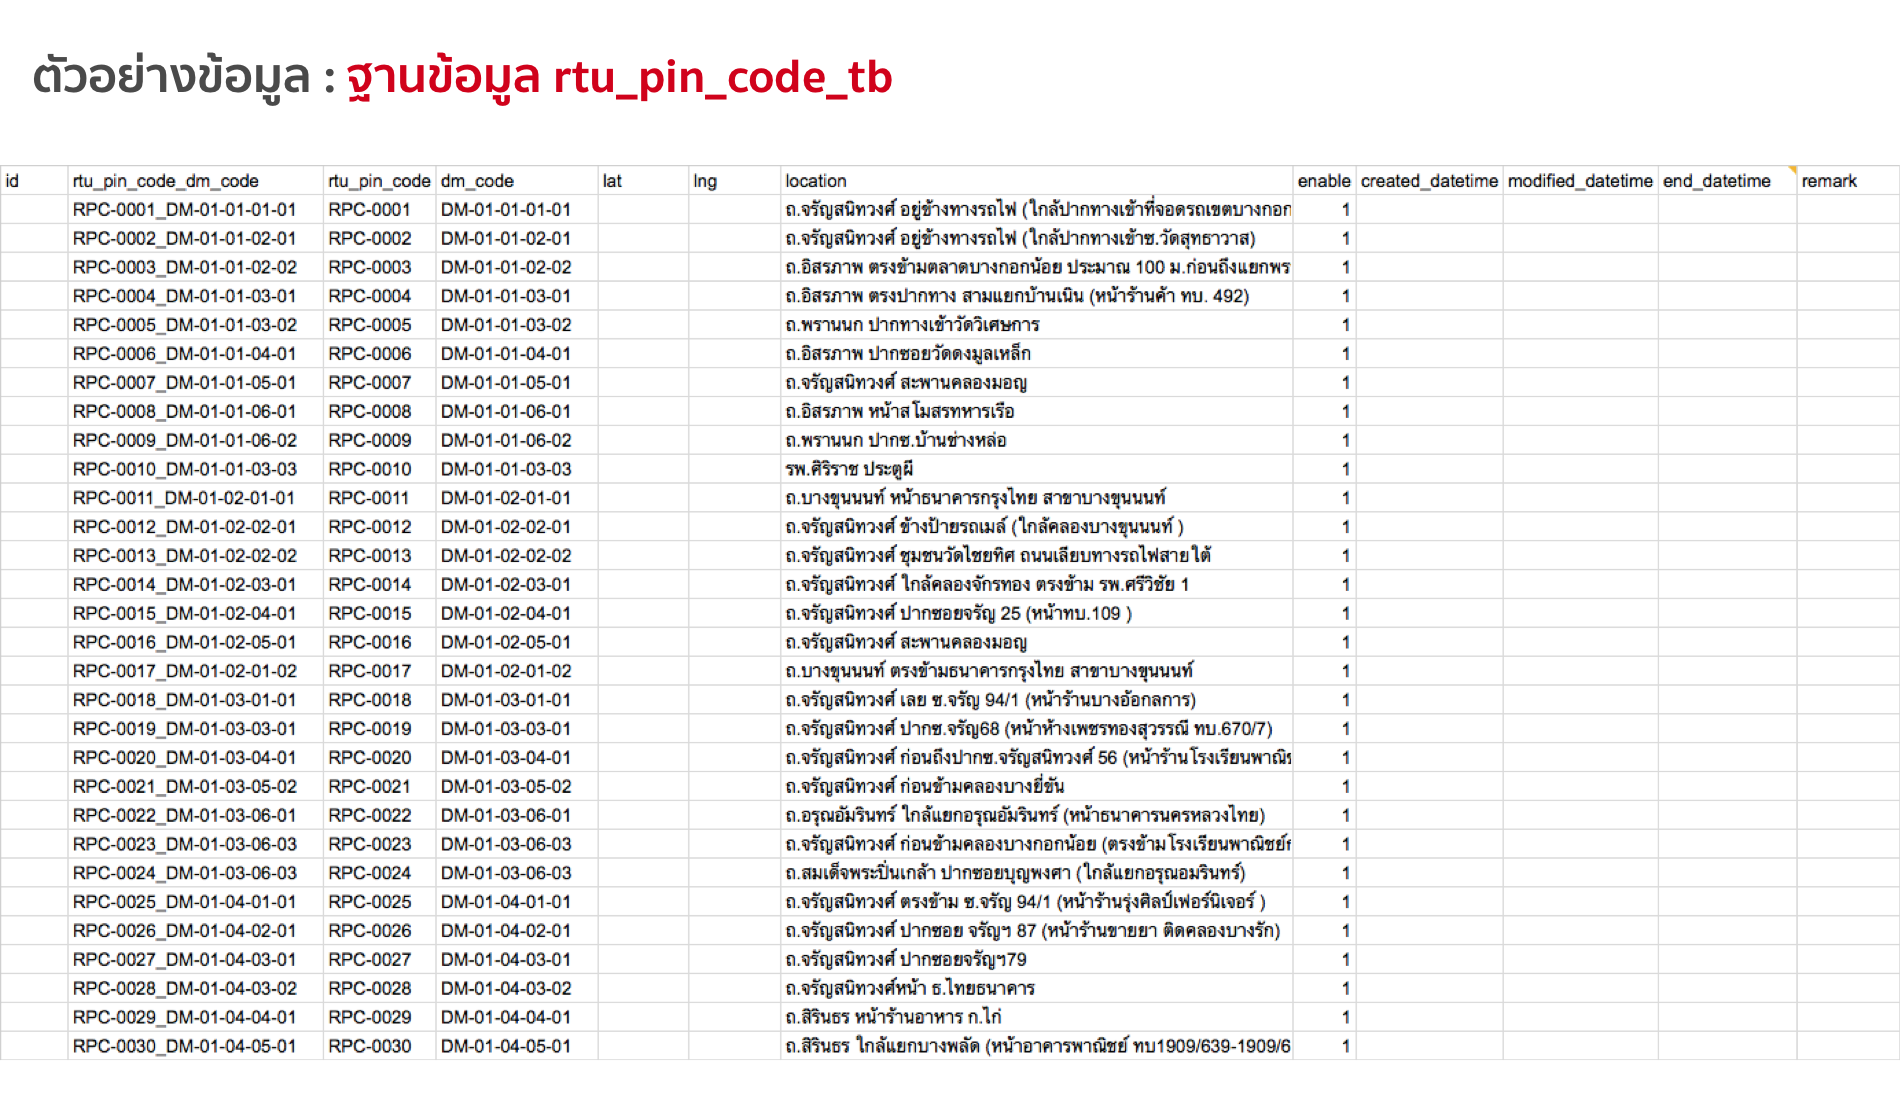 ตัวอย่างข้อมูล : ฐานข้อมูล rtu_pin_code_tb
id rtu_pin_code_dm_code rtu_pin_code dm_code lat lng location enable created_datetime modified_datetime end_datetime remark
RPC-0001_DM-01-01-01-01 RPC-0001 DM-01-01-01-01 ถ.จรัญสนิทวงศ์ อยู่ข้างทางรถไฟ (ใกล้ปากทางเข้าที่จอดรถเขตบางกอก 1
RPC-0002_DM-01-01-02-01 RPC-0002 DM-01-01-02-01 ถ.จรัญสนิทวงศ์ อยู่ข้างทางรถไฟ (ใกล้ปากทางเข้าซ.วัดสุทธาวาส) 1
RPC-0003_DM-01-01-02-02 RPC-0003 DM-01-01-02-02 ถ.อิสรภาพ ตรงข้ามตลาดบางกอกน้อย ประมาณ 100 ม.ก่อนถึงแยกพร 1
RPC-0004_DM-01-01-03-01 RPC-0004 DM-01-01-03-01 ถ.อิสรภาพ ตรงปากทาง สามแยกบ้านเนิน (หน้าร้านค้า ทบ. 492) 1
RPC-0005_DM-01-01-03-02 RPC-0005 DM-01-01-03-02 ถ.พรานนก ปากทางเข้าวัดวิเศษการ 1
RPC-0006_DM-01-01-04-01 RPC-0006 DM-01-01-04-01 ถ.อิสรภาพ ปากซอยวัดดงมูลเหล็ก 1
RPC-0007_DM-01-01-05-01 RPC-0007 DM-01-01-05-01 ถ.จรัญสนิทวงศ์ สะพานคลองมอญ 1
RPC-0008_DM-01-01-06-01 RPC-0008 DM-01-01-06-01 ถ.อิสรภาพ หน้าสโมสรทหารเรือ 1
RPC-0009_DM-01-01-06-02 RPC-0009 DM-01-01-06-02 ถ.พรานนก ปากซ.บ้านช่างหล่อ 1
RPC-0010_DM-01-01-03-03 RPC-0010 DM-01-01-03-03 รพ.ศิริราช ประตูผี 1
RPC-0011_DM-01-02-01-01 RPC-0011 DM-01-02-01-01 ถ.บางขุนนนท์ หน้าธนาคารกรุงไทย สาขาบางขุนนนท์ 1
RPC-0012_DM-01-02-02-01 RPC-0012 DM-01-02-02-01 ถ.จรัญสนิทวงศ์ ข้างป้ายรถเมล์ (ใกล้คลองบางขุนนนท์ ) 1
RPC-0013_DM-01-02-02-02 RPC-0013 DM-01-02-02-02 ถ.จรัญสนิทวงศ์ ชุมชนวัดไชยทิศ ถนนเลียบทางรถไฟสายใต้ 1
RPC-0014_DM-01-02-03-01 RPC-0014 DM-01-02-03-01 ถ.จรัญสนิทวงศ์ ใกล้คลองจักรทอง ตรงข้าม รพ.ศรีวิชัย 1 1
RPC-0015_DM-01-02-04-01 RPC-0015 DM-01-02-04-01 ถ.จรัญสนิทวงศ์ ปากซอยจรัญ 25 (หน้าทบ.109 ) 1
RPC-0016_DM-01-02-05-01 RPC-0016 DM-01-02-05-01 ถ.จรัญสนิทวงศ์ สะพานคลองมอญ 1
RPC-0017_DM-01-02-01-02 RPC-0017 DM-01-02-01-02 ถ.บางขุนนนท์ ตรงข้ามธนาคารกรุงไทย สาขาบางขุนนนท์ 1
RPC-0018_DM-01-03-01-01 RPC-0018 DM-01-03-01-01 ถ.จรัญสนิทวงศ์ เลย ซ.จรัญ 94/1 (หน้าร้านบางอ้อกลการ) 1
RPC-0019_DM-01-03-03-01 RPC-0019 DM-01-03-03-01 ถ.จรัญสนิทวงศ์ ปากซ.จรัญ68 (หน้าห้างเพชรทองสุวรรณี ทบ.670/7) 1
RPC-0020_DM-01-03-04-01 RPC-0020 DM-01-03-04-01 ถ.จรัญสนิทวงศ์ ก่อนถึงปากซ.จรัญสนิทวงศ์ 56 (หน้าร้านโรงเรียนพาณิช 1
RPC-0021_DM-01-03-05-02 RPC-0021 DM-01-03-05-02 ถ.จรัญสนิทวงศ์ ก่อนข้ามคลองบางยี่ขัน 1
RPC-0022_DM-01-03-06-01 RPC-0022 DM-01-03-06-01 ถ.อรุณอัมรินทร์ ใกล้แยกอรุณอัมรินทร์ (หน้าธนาคารนครหลวงไทย) 1
RPC-0023_DM-01-03-06-03 RPC-0023 DM-01-03-06-03 ถ.จรัญสนิทวงศ์ ก่อนข้ามคลองบางกอกน้อย (ตรงข้ามโรงเรียนพาณิชย์ 1
RPC-0024_DM-01-03-06-03 RPC-0024 DM-01-03-06-03 ถ.สมเด็จพระปิ่นเกล้า ปากซอยบุญพงศา (ใกล้แยกอรุณอมรินทร์) 1
RPC-0025_DM-01-04-01-01 RPC-0025 DM-01-04-01-01 ถ.จรัญสนิทวงศ์ ตรงข้าม ซ.จรัญ 94/1 (หน้าร้านรุ่งศิลป์เฟอร์นิเจอร์ ) 1
RPC-0026_DM-01-04-02-01 RPC-0026 DM-01-04-02-01 ถ.จรัญสนิทวงศ์ ปากซอย จรัญฯ 87 (หน้าร้านขายยา ติดคลองบางรัก) 1
RPC-0027_DM-01-04-03-01 RPC-0027 DM-01-04-03-01 ถ.จรัญสนิทวงศ์ ปากซอยจรัญฯ79 1
RPC-0028_DM-01-04-03-02 RPC-0028 DM-01-04-03-02 ถ.จรัญสนิทวงศ์หน้า ธ.ไทยธนาคาร 1
RPC-0029_DM-01-04-04-01 RPC-0029 DM-01-04-04-01 ถ.สิรินธร หน้าร้านอาหาร ก.ไก่ 1
RPC-0030_DM-01-04-05-01 RPC-0030 DM-01-04-05-01 ถ.สิรินธร ใกล้แยกบางพลัด (หน้าอาคารพาณิชย์ ทบ1909/639-1909/6 1